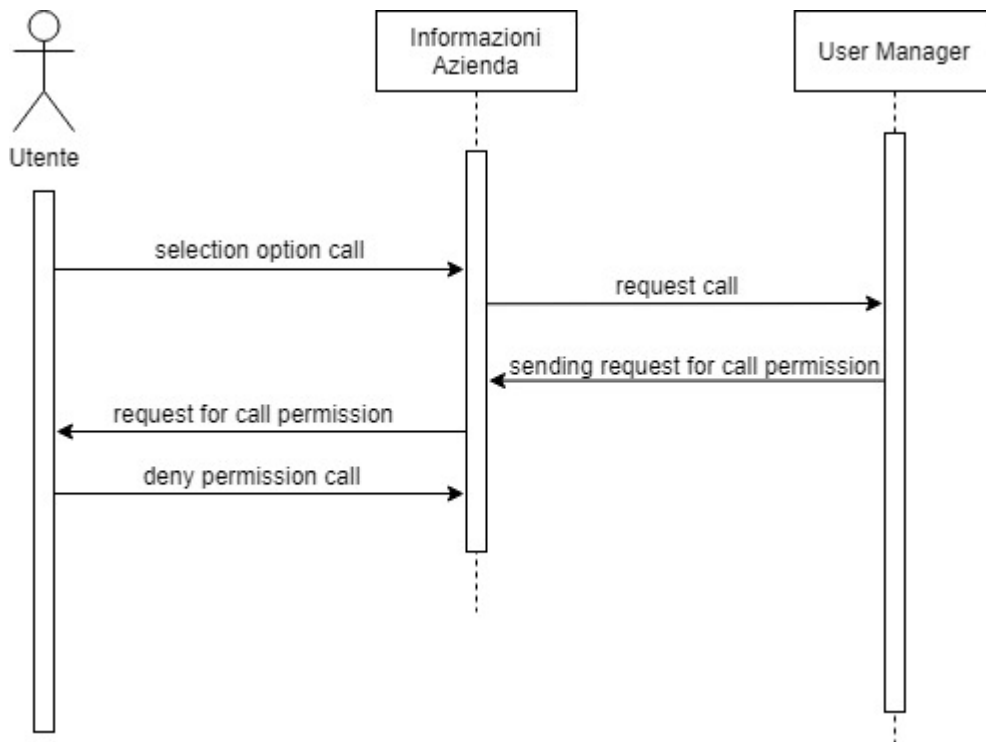 Informazioni
Azienda
User Manager
Utente
selection option call
request call
sending request for call permission
request for call permission
deny permission call